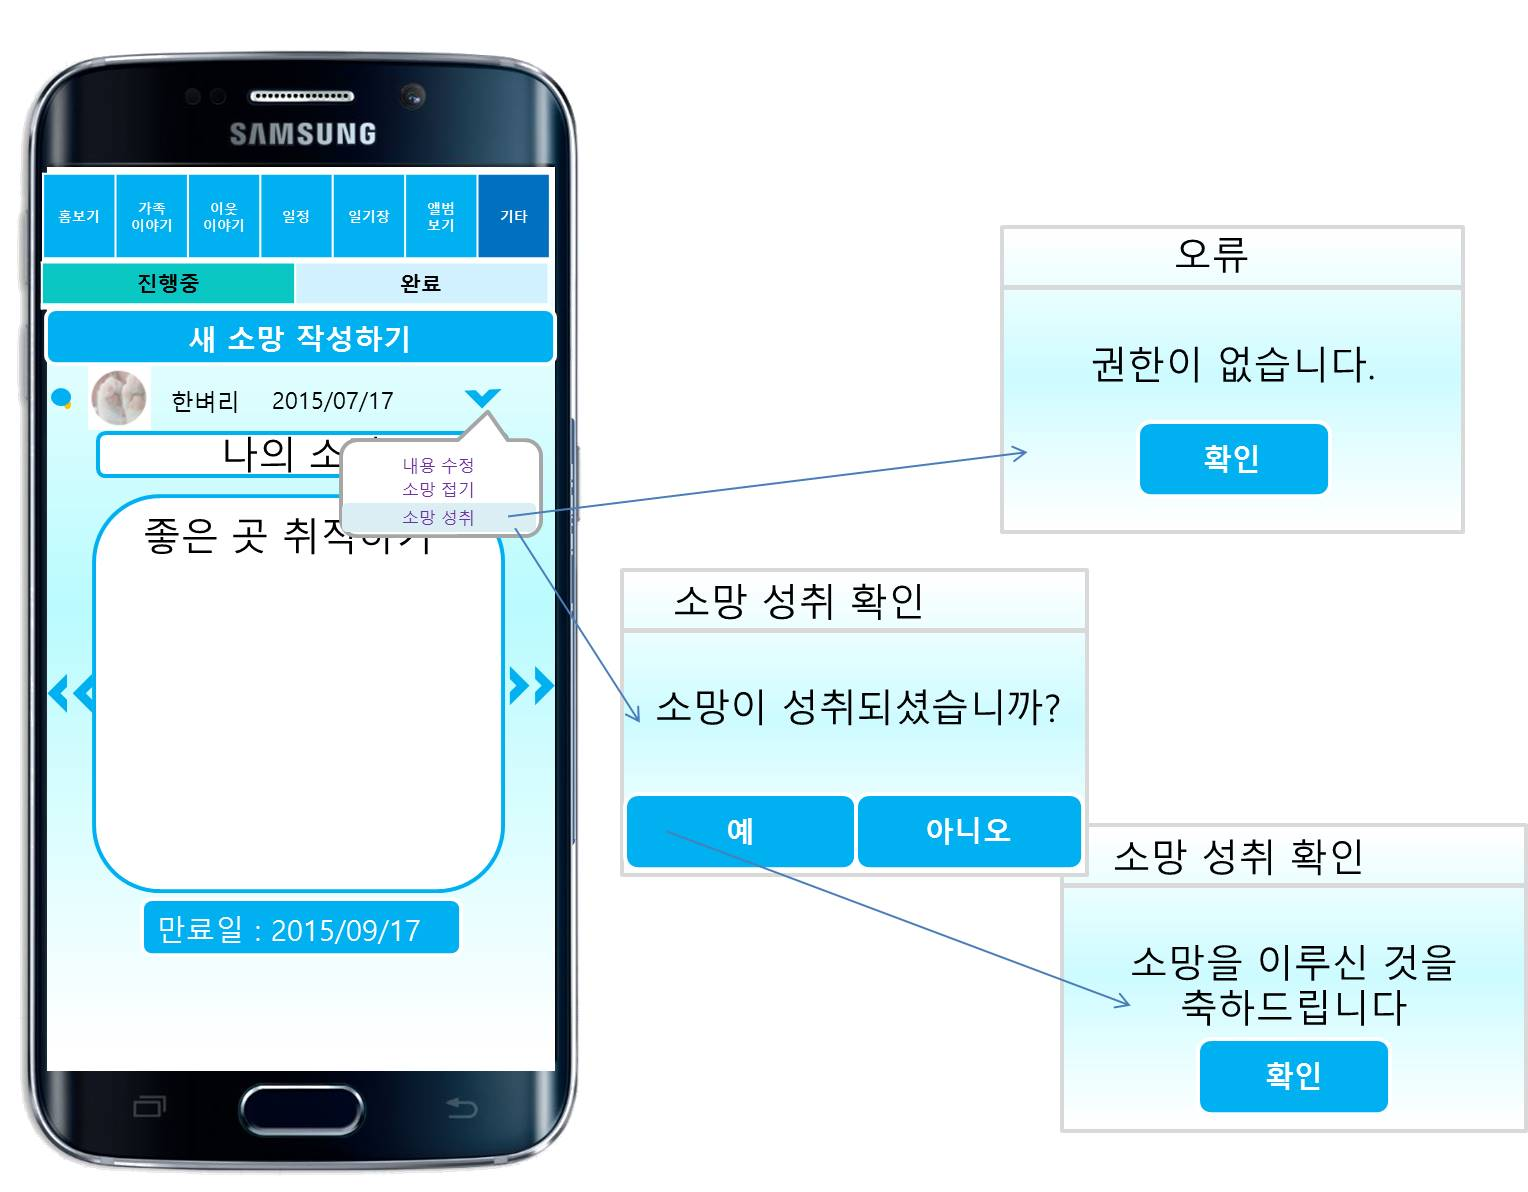 SAMSUNG
홈보기
가족
이야기
이웃
이야기
일정
일기장
앨범
보기
기타
진행중
완료
새 소망 작성하기
한벼리 2015/07/17
나의 소
내용 수정
소망 접기
소망 성취
좋은 곳 취직하기
만료일 : 2015/09/17
오류
권한이 없습니다.
확인
소망 성취 확인
소망이 성취되셨습니까?
예
아니오
소망 성취 확인
소망을 이루신 것을
축하드립니다
확인